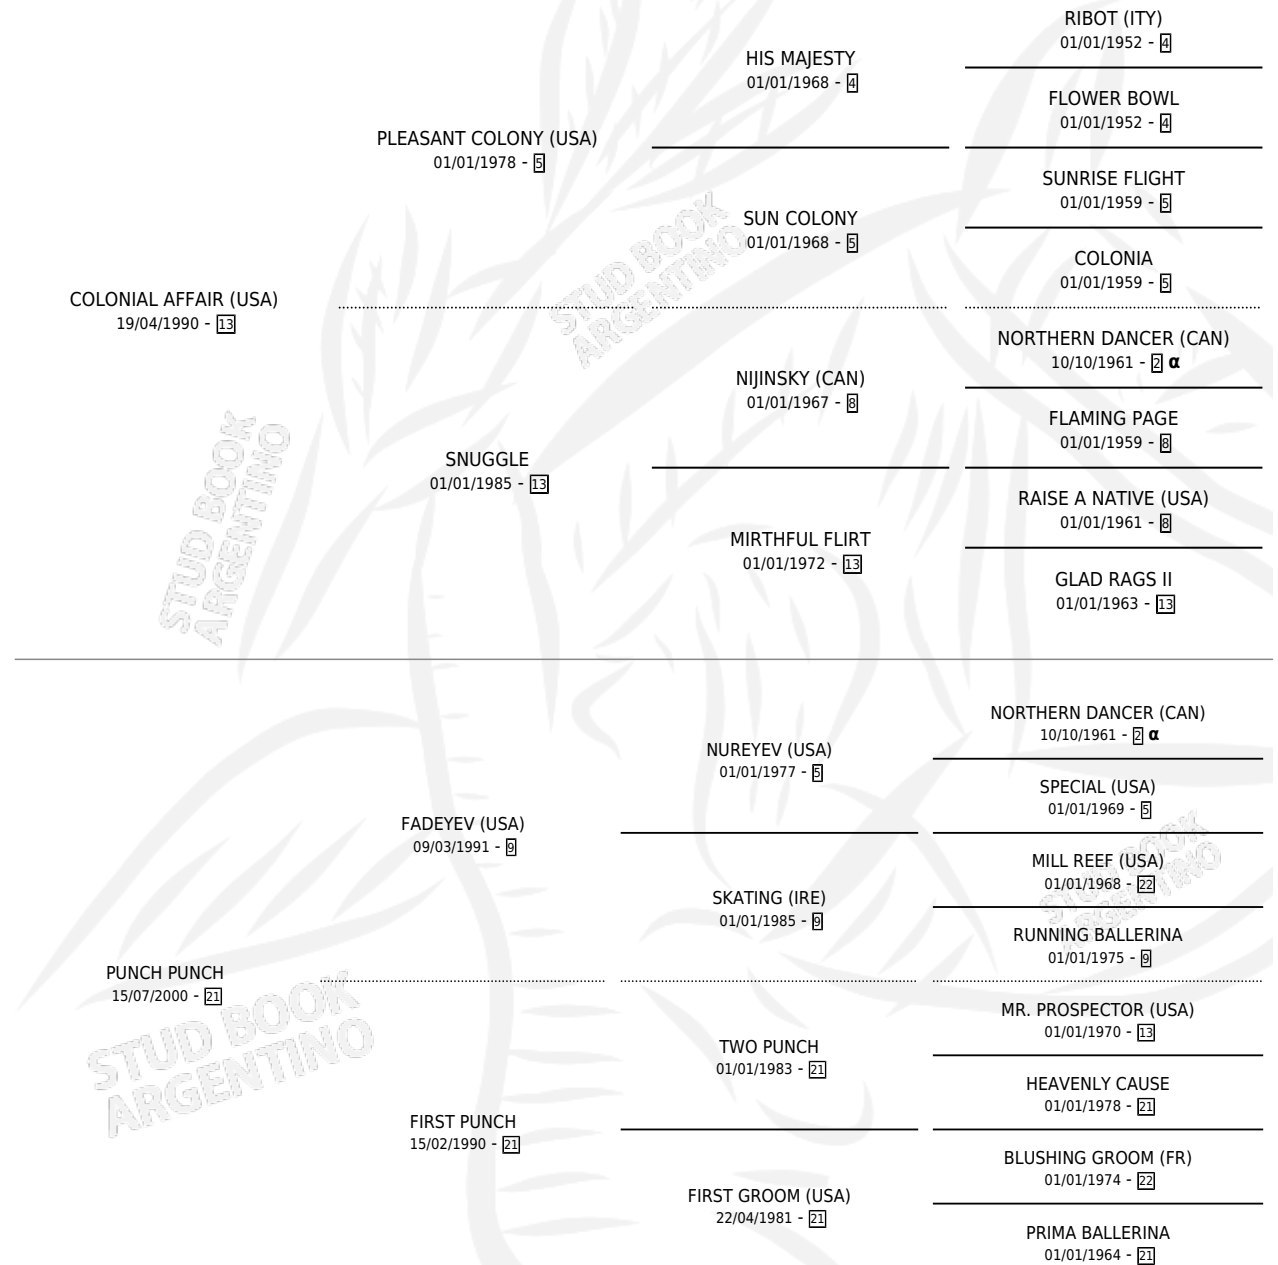 RIBOT (ITY)
01/01/1952 - 4
HIS MAJESTY
01/01/1968 - 4
FLOWER BOWL
01/01/1952 - 4
PLEASANT COLONY (USA)
01/01/1978 - 5
SUNRISE FLIGHT
01/01/1959 - 5
SUN COLONY
01/01/1968 - 5
COLONIA
01/01/1959 - 5
COLONIAL AFFAIR (USA)
19/04/1990 - 13
NORTHERN DANCER (CAN)
10/10/1961 - 2 α
NIJINSKY (CAN)
01/01/1967 - 8
FLAMING PAGE
01/01/1959 - 8
SNUGGLE
01/01/1985 - 13
RAISE A NATIVE (USA)
01/01/1961 - 8
MIRTHFUL FLIRT
01/01/1972 - 13
GLAD RAGS II
01/01/1963 - 13
NORTHERN DANCER (CAN)
10/10/1961 - 2 α
NUREYEV (USA)
01/01/1977 - 5
SPECIAL (USA)
01/01/1969 - 5
FADEYEV (USA)
09/03/1991 - 9
MILL REEF (USA)
01/01/1968 - 22
SKATING (IRE)
01/01/1985 - 9
RUNNING BALLERINA
01/01/1975 - 9
PUNCH PUNCH
15/07/2000 - 21
MR. PROSPECTOR (USA)
01/01/1970 - 13
TWO PUNCH
01/01/1983 - 21
HEAVENLY CAUSE
01/01/1978 - 21
FIRST PUNCH
15/02/1990 - 21
BLUSHING GROOM (FR)
01/01/1974 - 22
FIRST GROOM (USA)
22/04/1981 - 21
PRIMA BALLERINA
01/01/1964 - 21
STUD BOOK
ARGENTINO
STUD BOOK
ARGENTINO
STUD BOOK
ARGENTINO
STUD BOOK
ARGENTINO